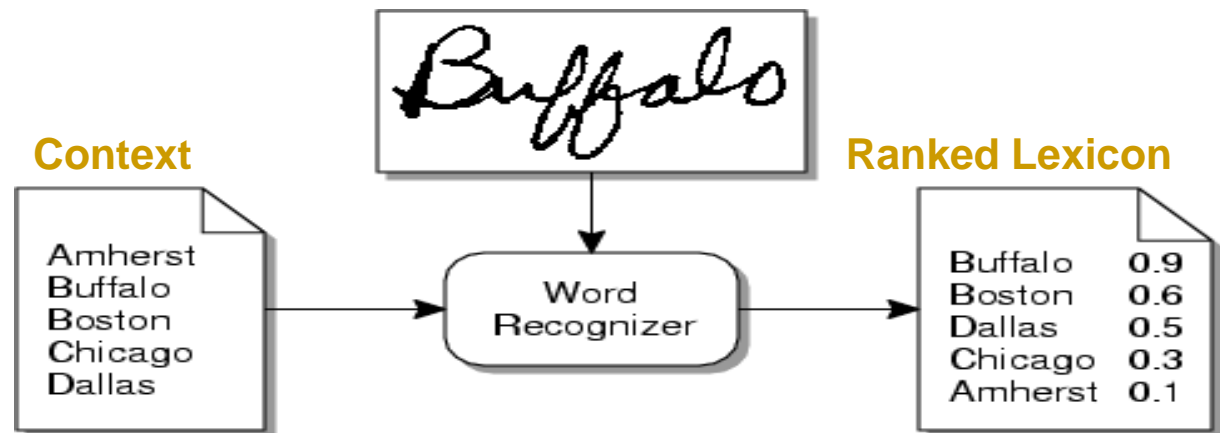 Buffalo
Context
Ranked Lexicon
Amherst
Buffalo
Boston
Chicago
Dallas
Word
Recognizer
Buffalo 0.9
Boston 0.6
Dallas 0.5
Chicago 0.3
Amherst 0.1